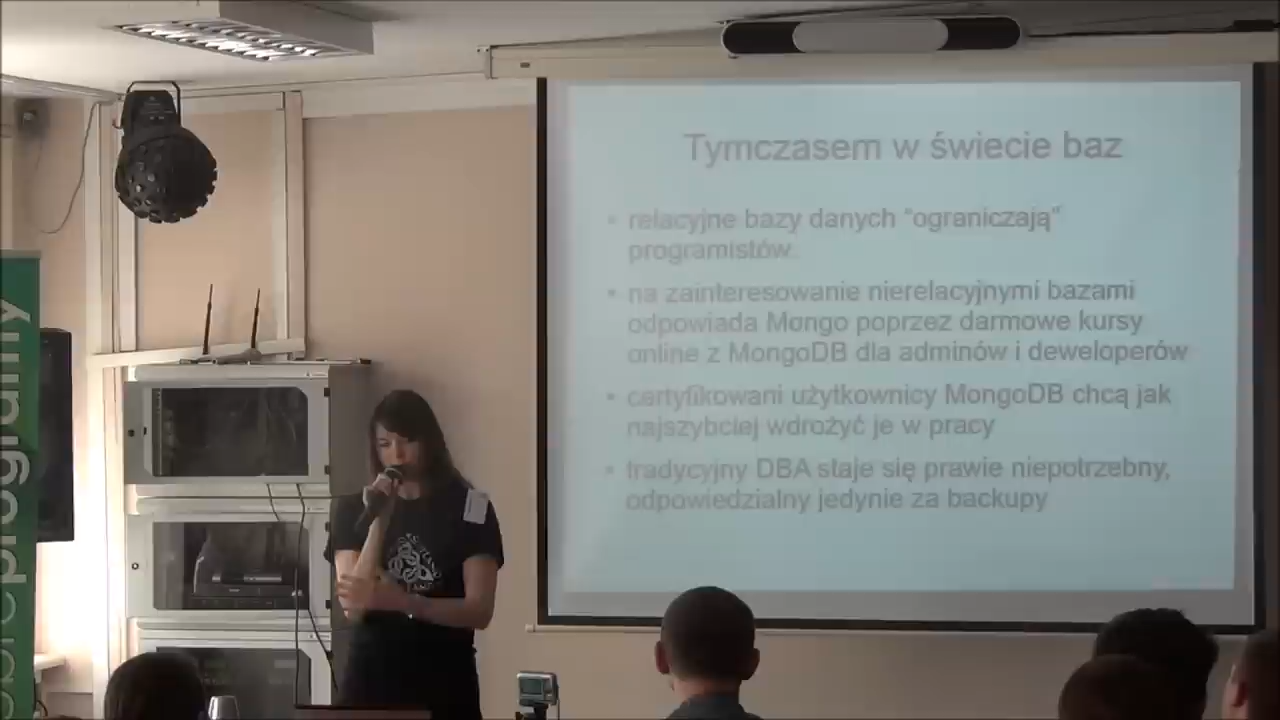 Tymczasem w świecie baz
• relacyjne bazy danych “ograniczają”
programistów.
• na zainteresowanie nierelacyjnymi bazami
odpowiada Mongo poprzez darmowe kursy
online z MongoDB dla adminów i deweloperów
• certyfikowani użytkownicy MongoDB chcą jak
najszybciej wdrożyć je w pracy
• tradycyjny DBA staje się prawie niepotrzebny,
odpowiedzialny jedynie za backupy
programy